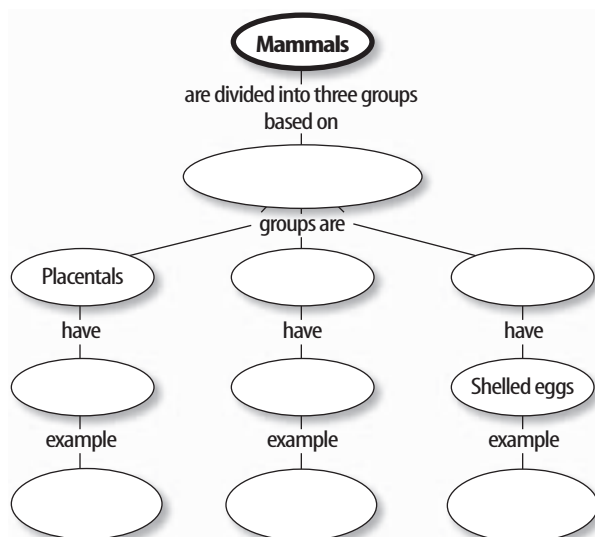 Mammals
are divided into three groups
based on
groups are
Placentals
have have have
Shelled eggs
example example example